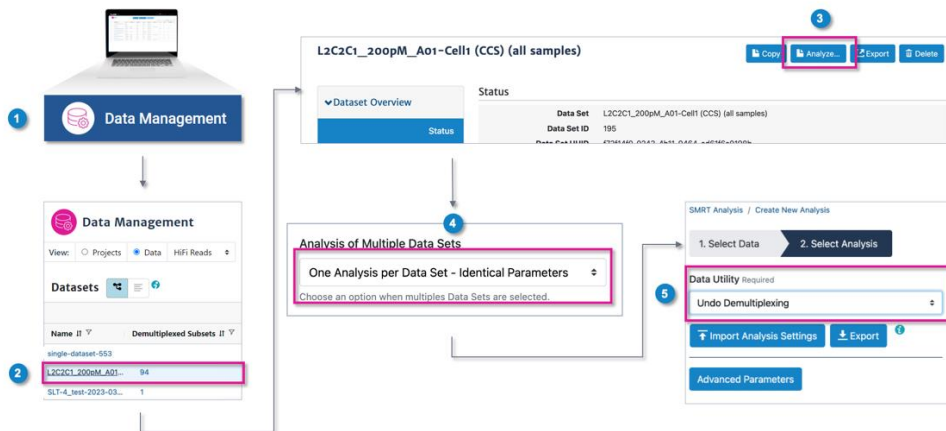 1
Data Management
Data Management
View: Projects Data HiFi Reads
Datasets
Name Demultiplexed Subsets
single-dataset-553
2
L2C2C1_200pM_A01... 94
SLT-4_test-2023-03... 1
3
L2C2C1_200pM_A01-Cell1 (CCS) (all samples)
Copy Analyze... Export Delete
Dataset Overview
Status
Status
Data Set L2C2C1_200pM_A01-Cell1 (CCS) (all samples)
Data Set ID 195
Data Set UUID
4
Analysis of Multiple Data Sets
One Analysis per Data Set - Identical Parameters
Choose an option when multiples Data Sets are selected.
SMRT Analysis / Create New Analysis
1. Select Data 2. Select Analysis
5
Data Utility Required
Undo Demultiplexing
Import Analysis Settings Export
Advanced Parameters